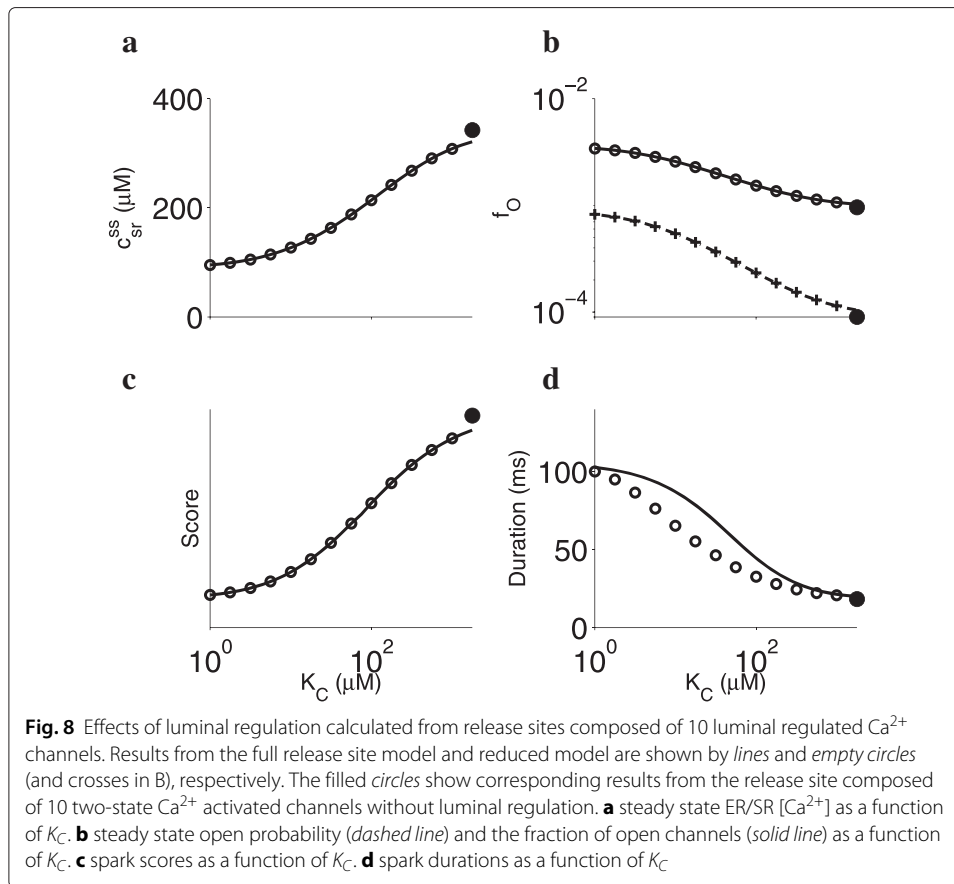 a
400
200
0
c_sr^ss (μM)
b
10^-2
10^-4
f_O
c
Score
10^0
10^2
K_C (μM)
d
100
50
0
Duration (ms)
10^0
10^2
K_C (μM)
Fig. 8 Effects of luminal regulation calculated from release sites composed of 10 luminal regulated Ca²⁺
channels. Results from the full release site model and reduced model are shown by lines and empty circles
(and crosses in B), respectively. The filled circles show corresponding results from the release site composed
of 10 two-state Ca²⁺ activated channels without luminal regulation. a steady state ER/SR [Ca²⁺] as a function
of K_C. b steady state open probability (dashed line) and the fraction of open channels (solid line) as a function
of K_C. c spark scores as a function of K_C. d spark durations as a function of K_C